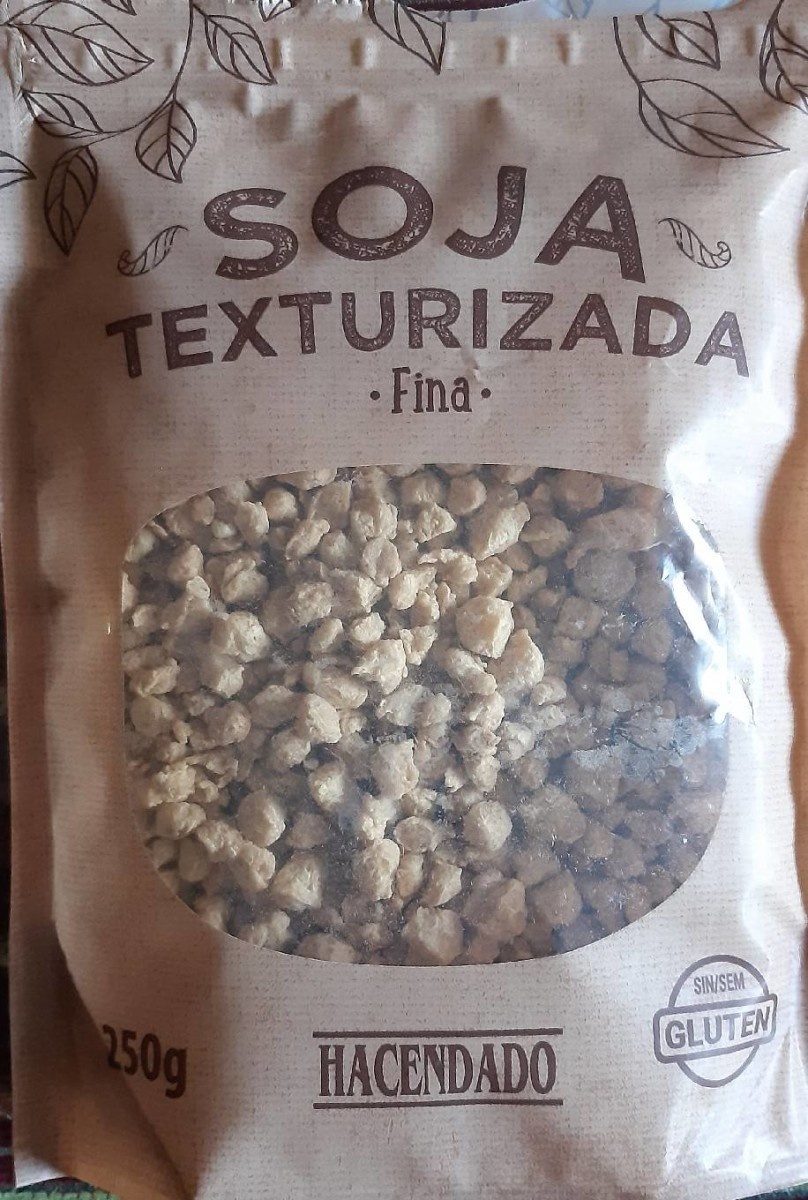 SOJA
TEXTURIZADA
· Fina ·
250g
HACENDADO
SIN/SEM
GLUTEN